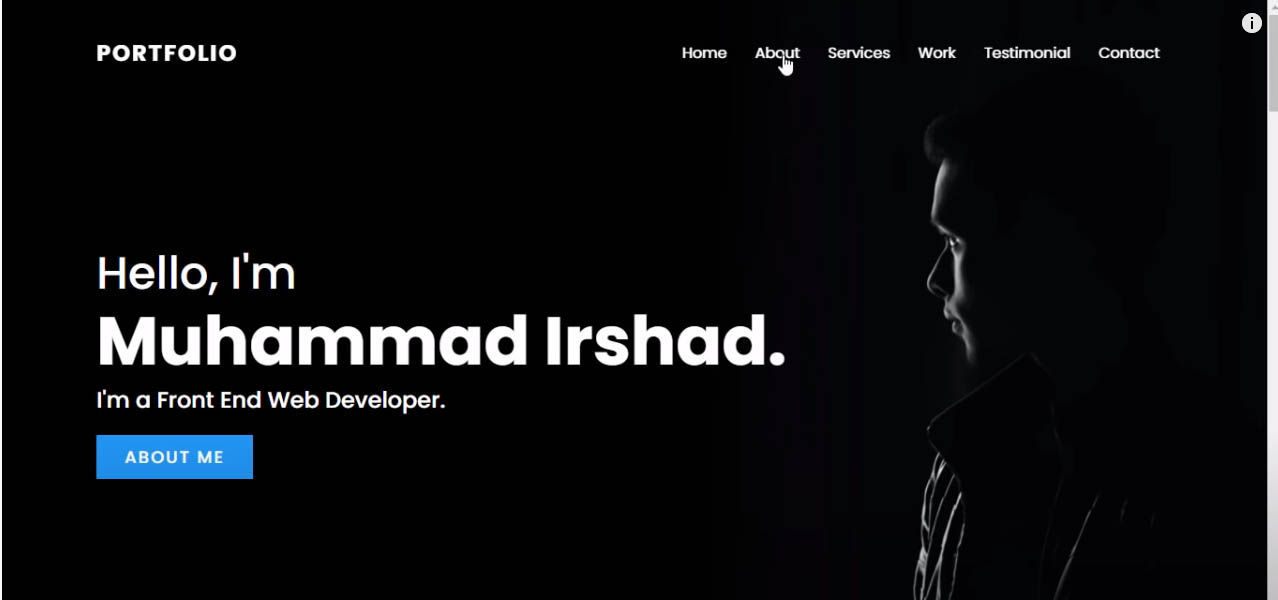 PORTFOLIO
Home About Services Work Testimonial Contact
Hello, I'm
Muhammad Irshad.
I'm a Front End Web Developer.
ABOUT ME